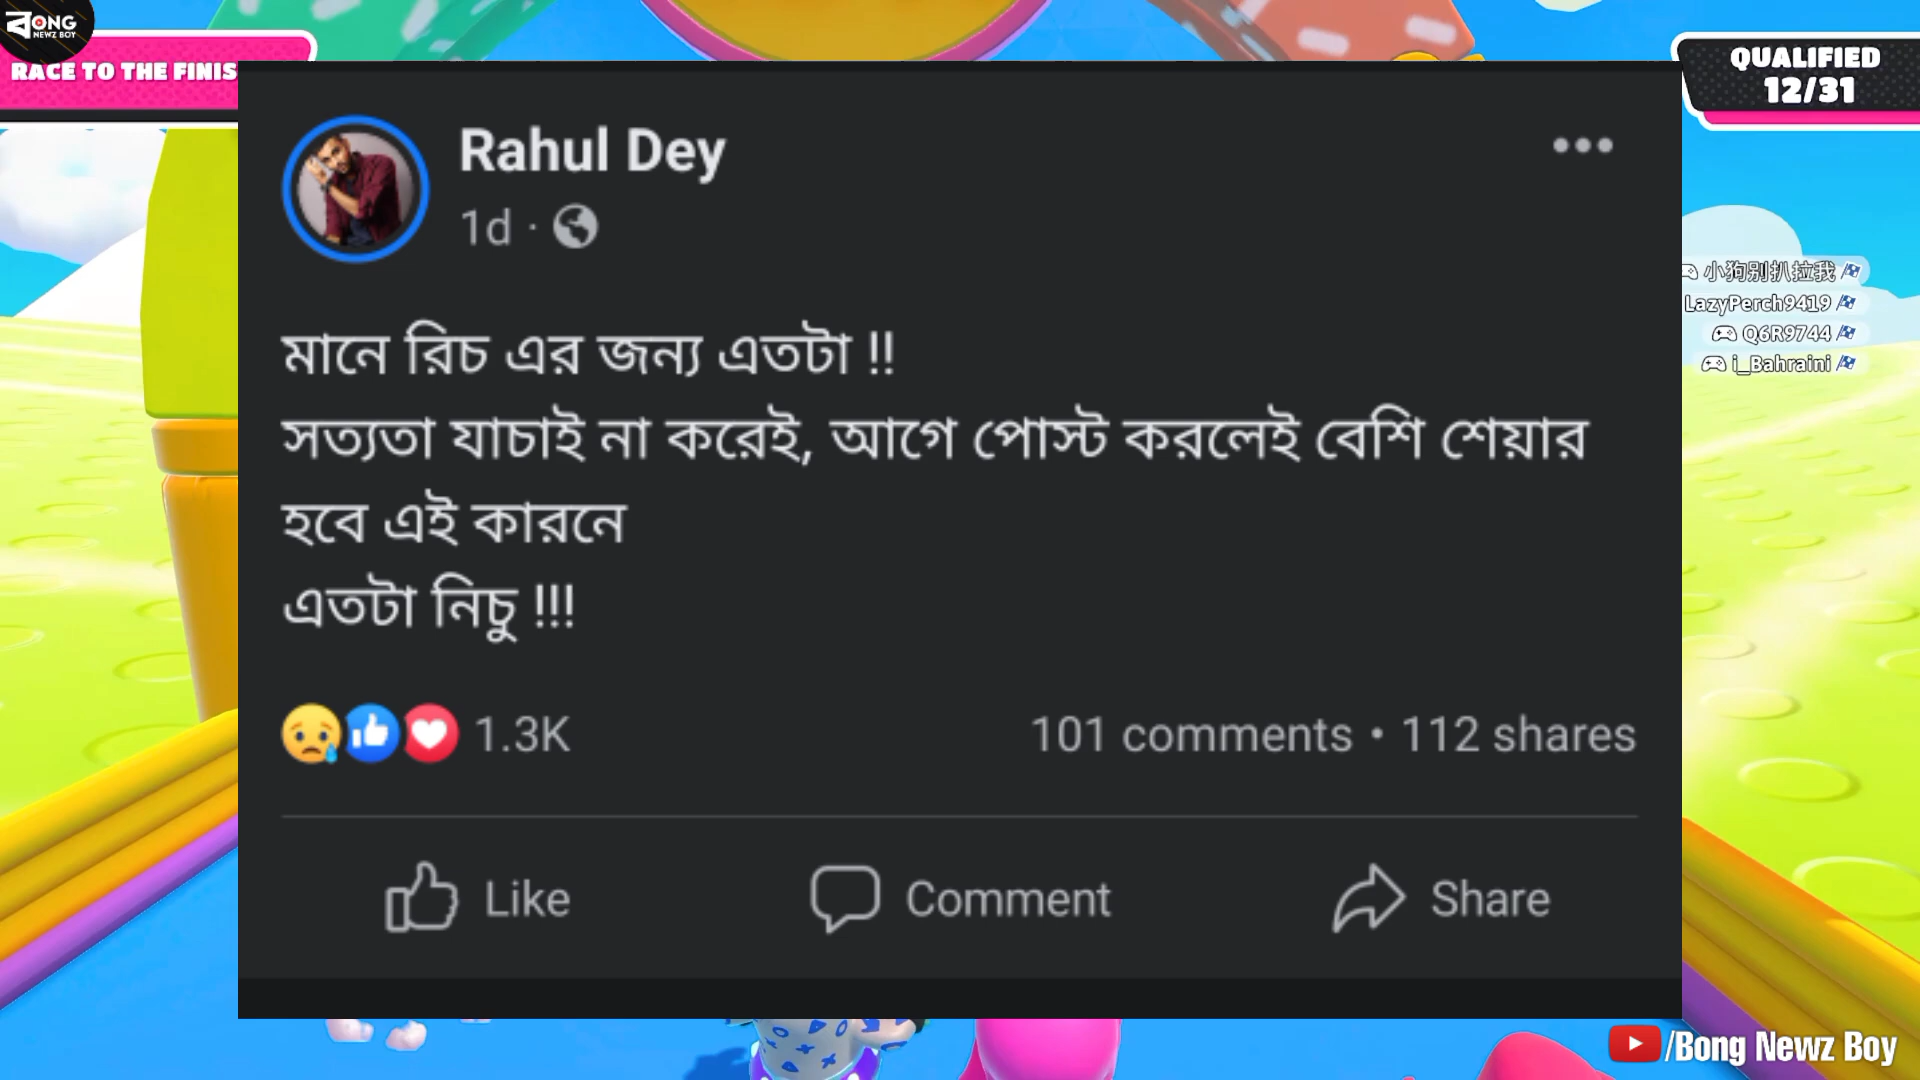 BONG
NEWZ BOY
RACE TO THE FINIS
QUALIFIED
12/31
Rahul Dey
1d ·
মানে রিচ এর জন্য এতটা !!
সত্যতা যাচাই না করেই, আগে পোস্ট করলেই বেশি শেয়ার
হবে এই কারনে
এতটা নিচু !!!
1.3K
101 comments • 112 shares
Like
Comment
Share
小狗别扒拉我
LazyPerch9419
Q6R9744
i_Bahraini
/Bong Newz Boy